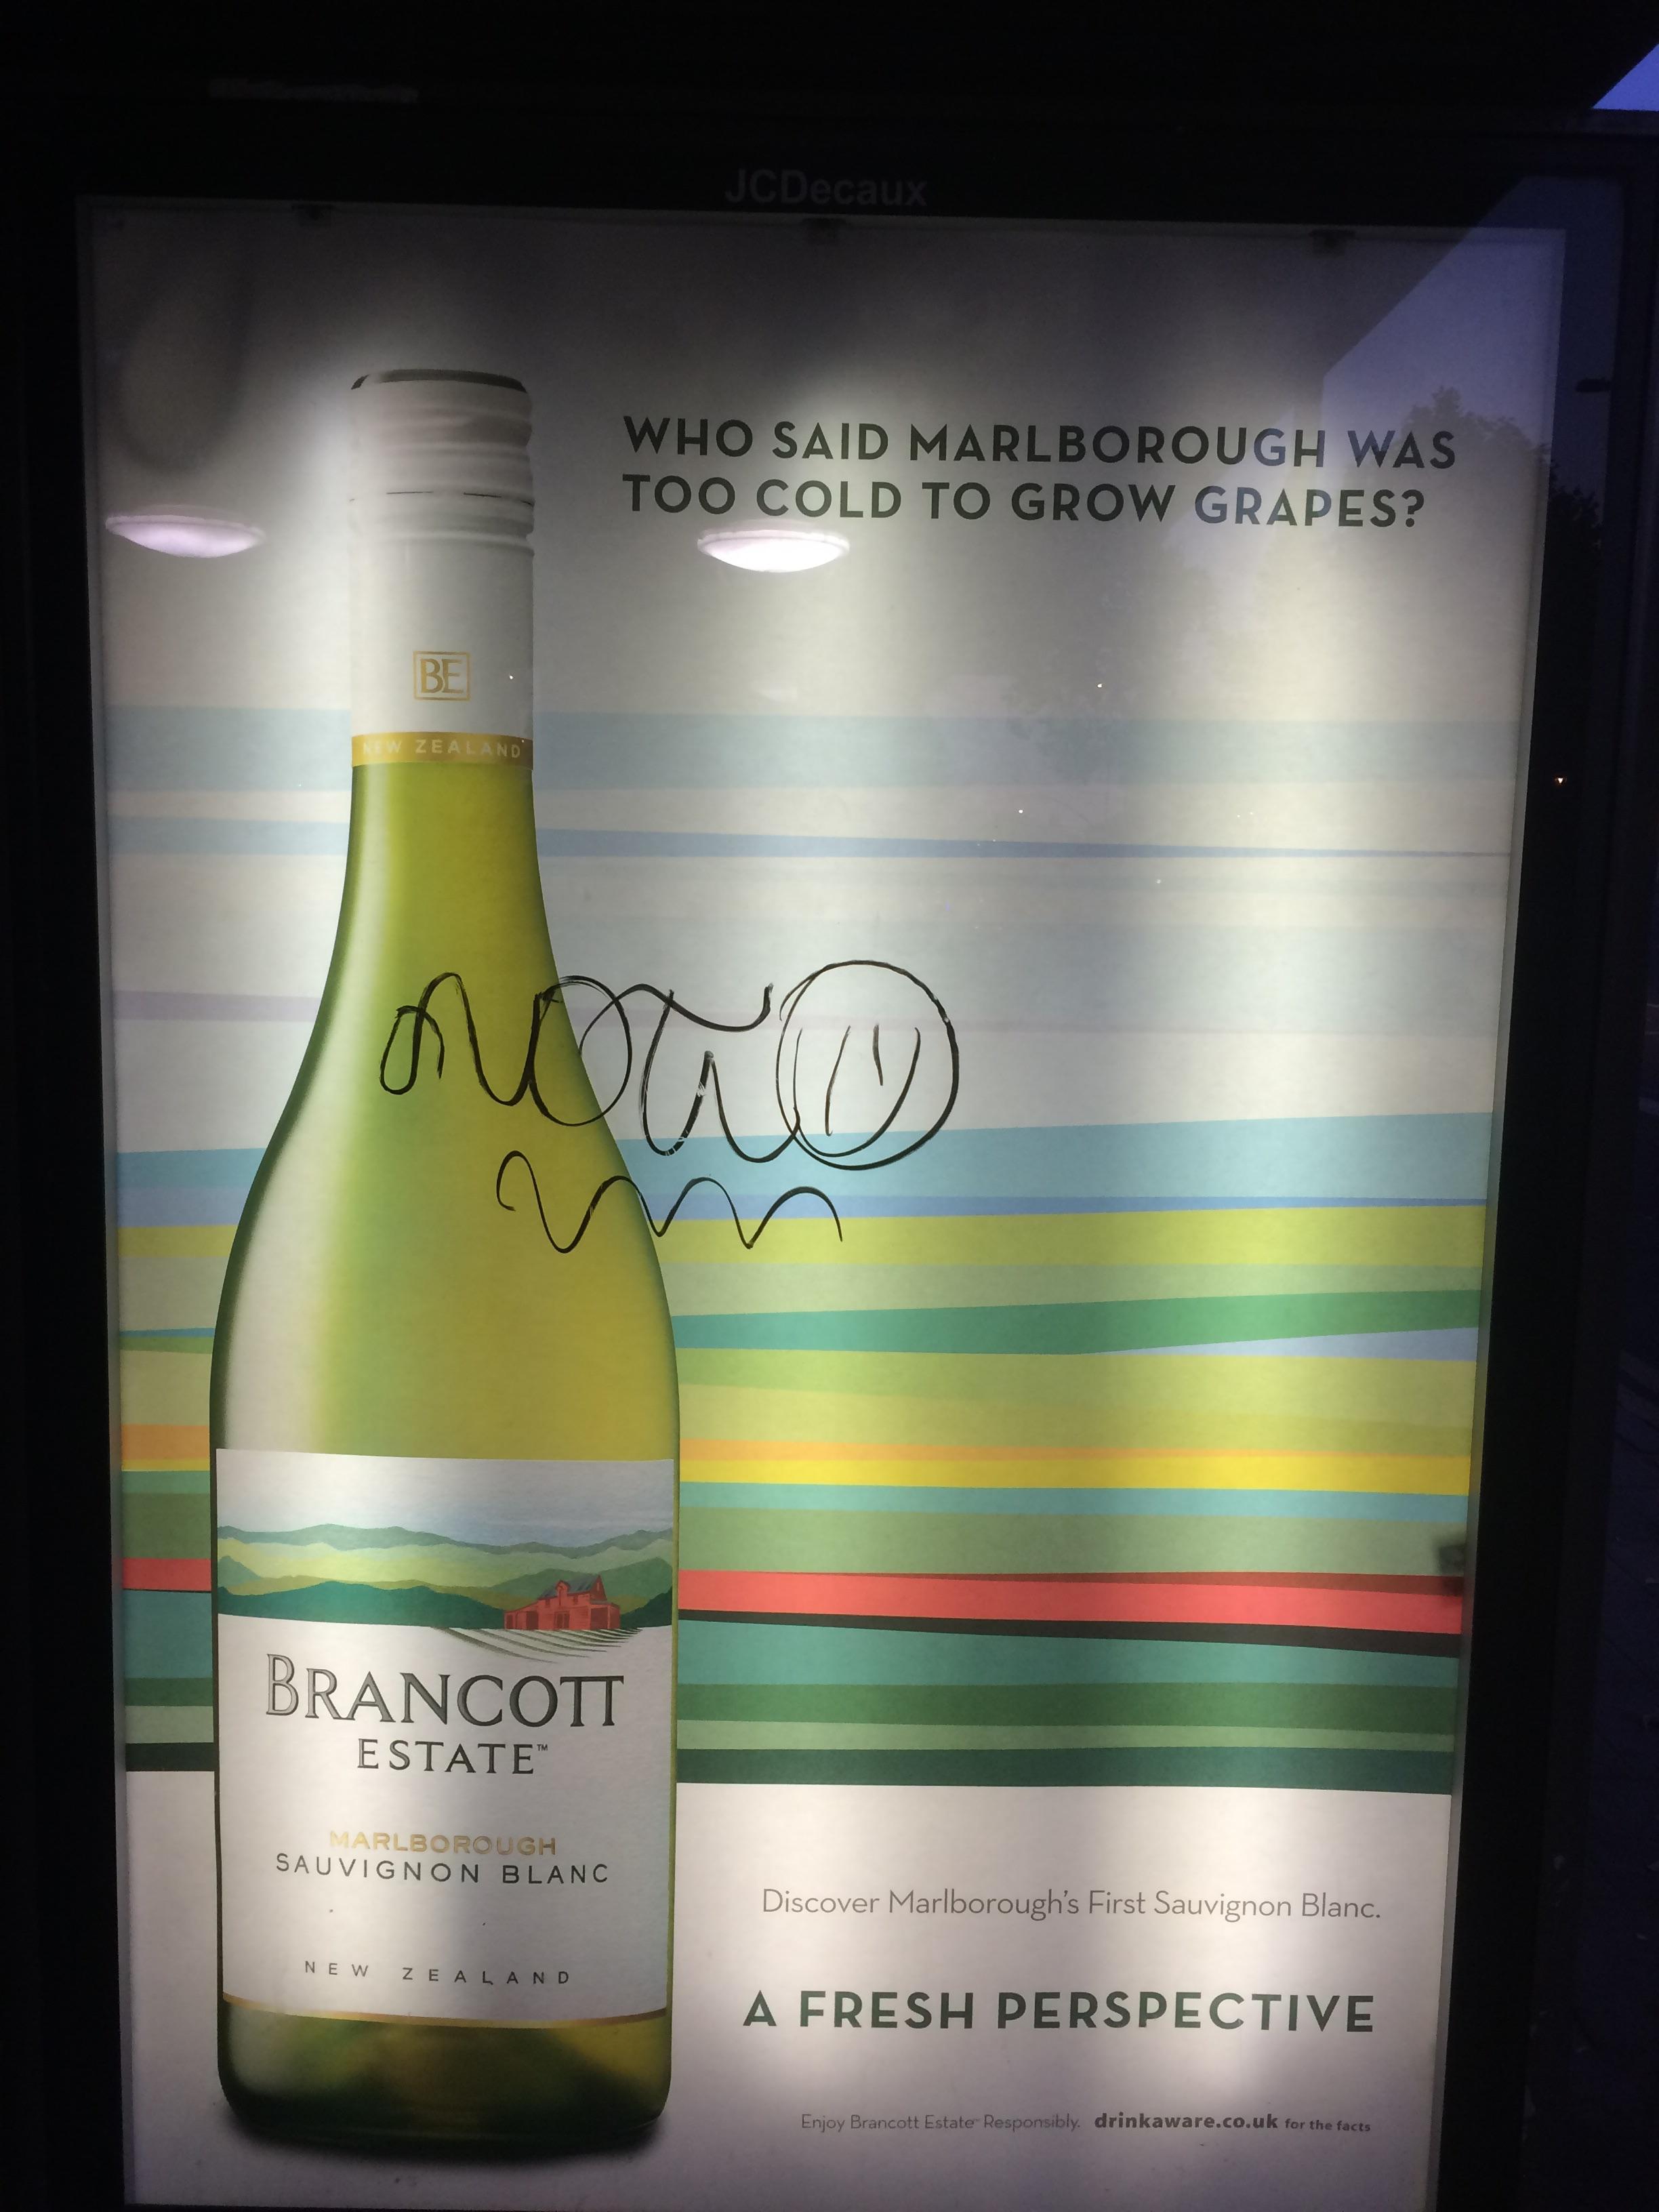 JCDecaux
WHO SAID MARLBOROUGH WAS
TOO COLD TO GROW GRAPES?
BE
NEW ZEALAND
BRANCOTT
ESTATE™
MARLBOROUGH
SAUVIGNON BLANC
NEW ZEALAND
Discover Marlborough's First Sauvignon Blanc.
A FRESH PERSPECTIVE
Enjoy Brancott Estate™ Responsibly. drinkaware.co.uk for the facts